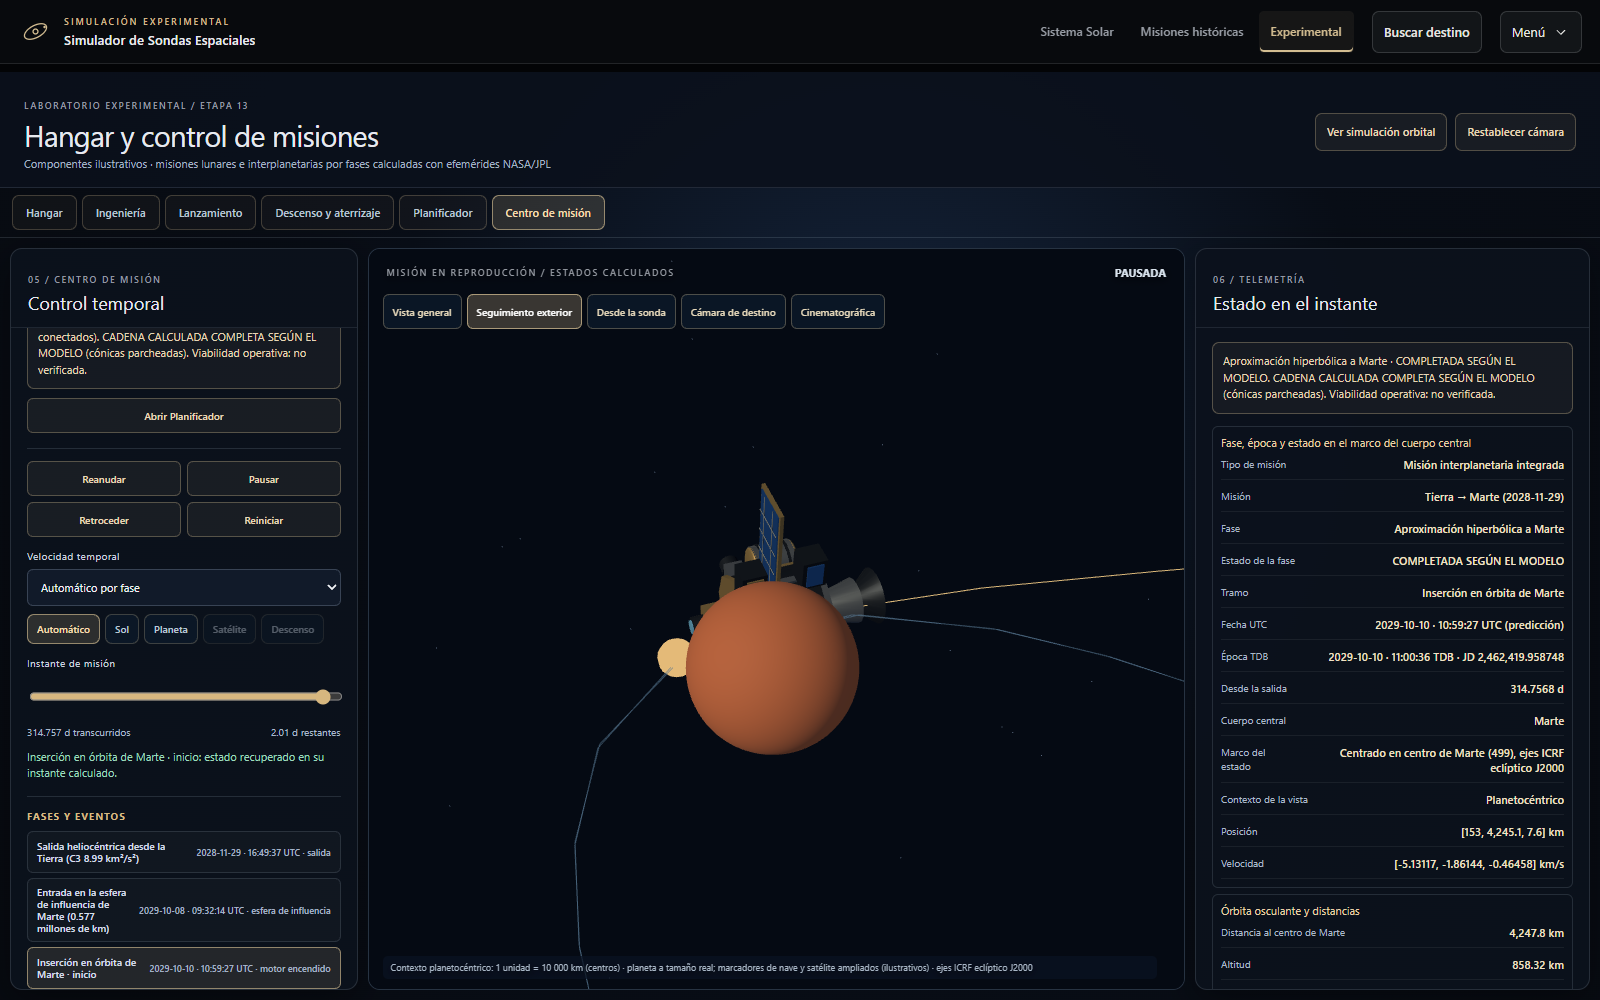 SIMULACIÓN EXPERIMENTAL
Simulador de Sondas Espaciales
Sistema Solar
Misiones históricas
Experimental
Buscar destino
Menú
LABORATORIO EXPERIMENTAL / ETAPA 13
Hangar y control de misiones
Componentes ilustrativos · misiones lunares e interplanetarias por fases calculadas con efemérides NASA/JPL
Ver simulación orbital
Restablecer cámara
Hangar
Ingeniería
Lanzamiento
Descenso y aterrizaje
Planificador
Centro de misión
05 / CENTRO DE MISIÓN
Control temporal
conectados). CADENA CALCULADA COMPLETA SEGÚN EL
MODELO (cónicas parcheadas). Viabilidad operativa: no
verificada.
Abrir Planificador
Reanudar
Pausar
Retroceder
Reiniciar
Velocidad temporal
Automático por fase
Automático
Sol
Planeta
Satélite
Descenso
Instante de misión
314.757 d transcurridos
2.01 d restantes
Inserción en órbita de Marte · inicio: estado recuperado en su
instante calculado.
FASES Y EVENTOS
Salida heliocéntrica desde la
Tierra (C3 8.99 km²/s²)
2028-11-29 · 16:49:37 UTC · salida
Entrada en la esfera
de influencia de
Marte (0.577
millones de km)
2029-10-08 · 09:32:14 UTC · esfera de influencia
Inserción en órbita de
Marte · inicio
2029-10-10 · 10:59:27 UTC · motor encendido
MISIÓN EN REPRODUCCIÓN / ESTADOS CALCULADOS
PAUSADA
Vista general
Seguimiento exterior
Desde la sonda
Cámara de destino
Cinematográfica
Contexto planetocéntrico: 1 unidad = 10 000 km (centros) · planeta a tamaño real; marcadores de nave y satélite ampliados (ilustrativos) · ejes ICRF eclíptico J2000
06 / TELEMETRÍA
Estado en el instante
Aproximación hiperbólica a Marte · COMPLETADA SEGÚN EL
MODELO. CADENA CALCULADA COMPLETA SEGÚN EL MODELO
(cónicas parcheadas). Viabilidad operativa: no verificada.
Fase, época y estado en el marco del cuerpo central
Tipo de misión
Misión interplanetaria integrada
Misión
Tierra → Marte (2028-11-29)
Fase
Aproximación hiperbólica a Marte
Estado de la fase
COMPLETADA SEGÚN EL MODELO
Tramo
Inserción en órbita de Marte
Fecha UTC
2029-10-10 · 10:59:27 UTC (predicción)
Época TDB
2029-10-10 · 11:00:36 TDB · JD 2,462,419.958748
Desde la salida
314.7568 d
Cuerpo central
Marte
Marco del
estado
Centrado en centro de Marte (499), ejes ICRF
eclíptico J2000
Contexto de la vista
Planetocéntrico
Posición
[153, 4,245.1, 7.6] km
Velocidad
[-5.13117, -1.86144, -0.46458] km/s
Órbita osculante y distancias
Distancia al centro de Marte
4,247.8 km
Altitud
858.32 km